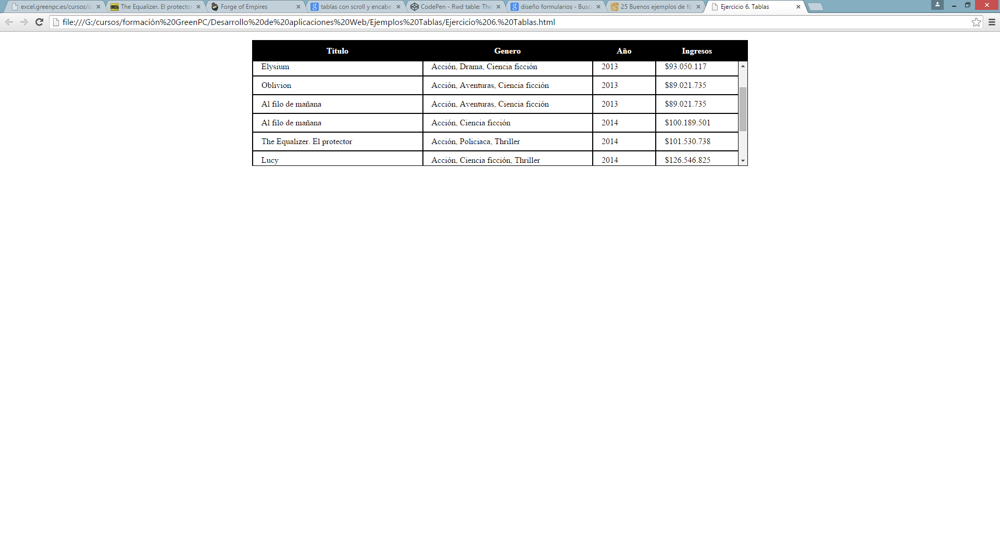 excel.greenpc.es/cursos/c
The Equalizer. El protector
Forge of Empires
tablas con scroll y encabe
CodePen - Rwd table: The
diseño formularios - Busc
25 Buenos ejemplos de fo
Ejercicio 6. Tablas
file:///G:/cursos/formación%20GreenPC/Desarrollo%20de%20aplicaciones%20Web/Ejemplos%20Tablas/Ejercicio%206.%20Tablas.html
Título Genero Año Ingresos
Elysium Acción, Drama, Ciencia ficción 2013 $93.050.117
Oblivion Acción, Aventuras, Ciencia ficción 2013 $89.021.735
Al filo de mañana Acción, Aventuras, Ciencia ficción 2013 $89.021.735
Al filo de mañana Acción, Ciencia ficción 2014 $100.189.501
The Equalizer. El protector Acción, Policiaca, Thriller 2014 $101.530.738
Lucy Acción, Ciencia ficción, Thriller 2014 $126.546.825